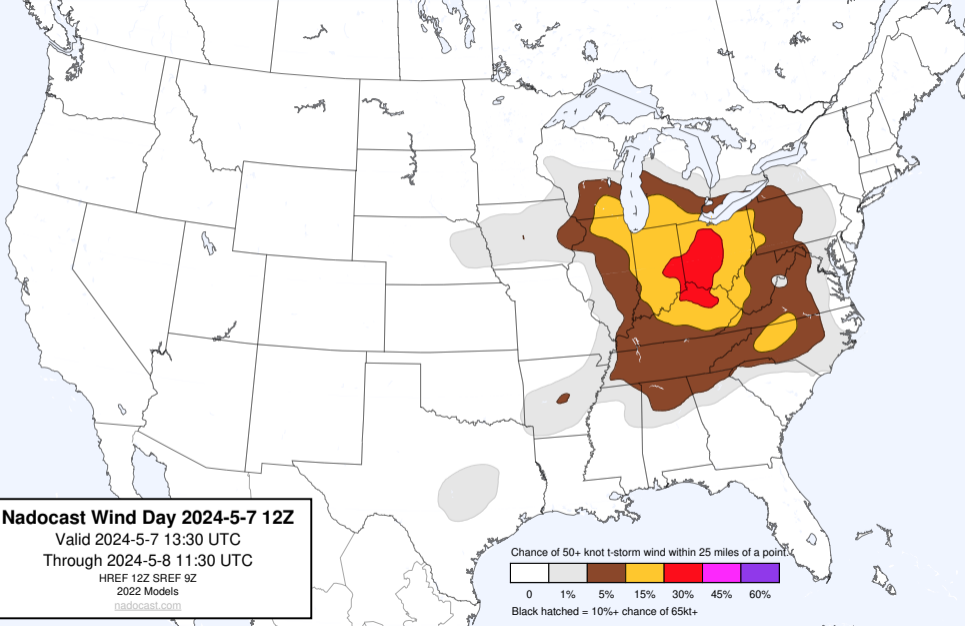 Nadocast Wind Day 2024-5-7 12Z
Valid 2024-5-7 13:30 UTC
Through 2024-5-8 11:30 UTC
HREF 12Z SREF 9Z
2022 Models
nadocast.com
Chance of 50+ knot t-storm wind within 25 miles of a point.
0 1% 5% 15% 30% 45% 60%
Black hatched = 10%+ chance of 65kt+